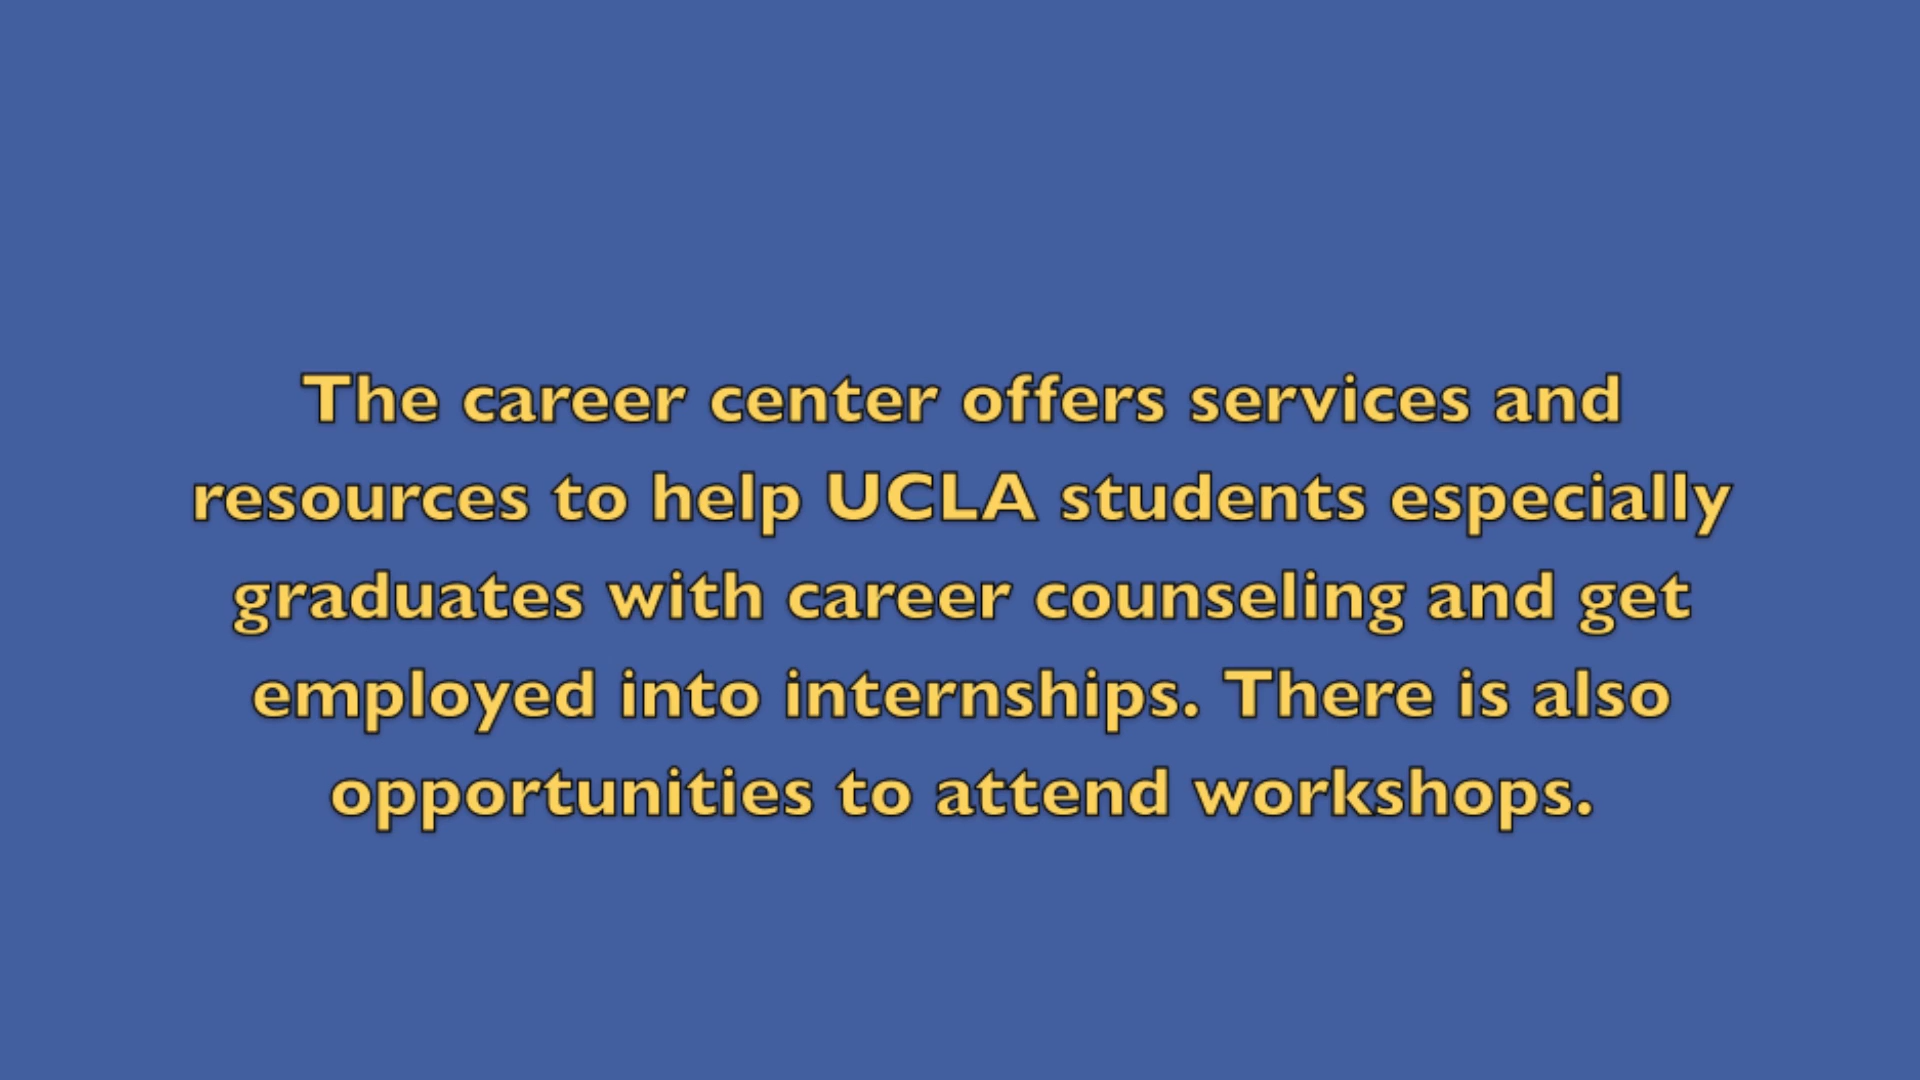 The career center offers services and
resources to help UCLA students especially
graduates with career counseling and get
employed into internships. There is also
opportunities to attend workshops.